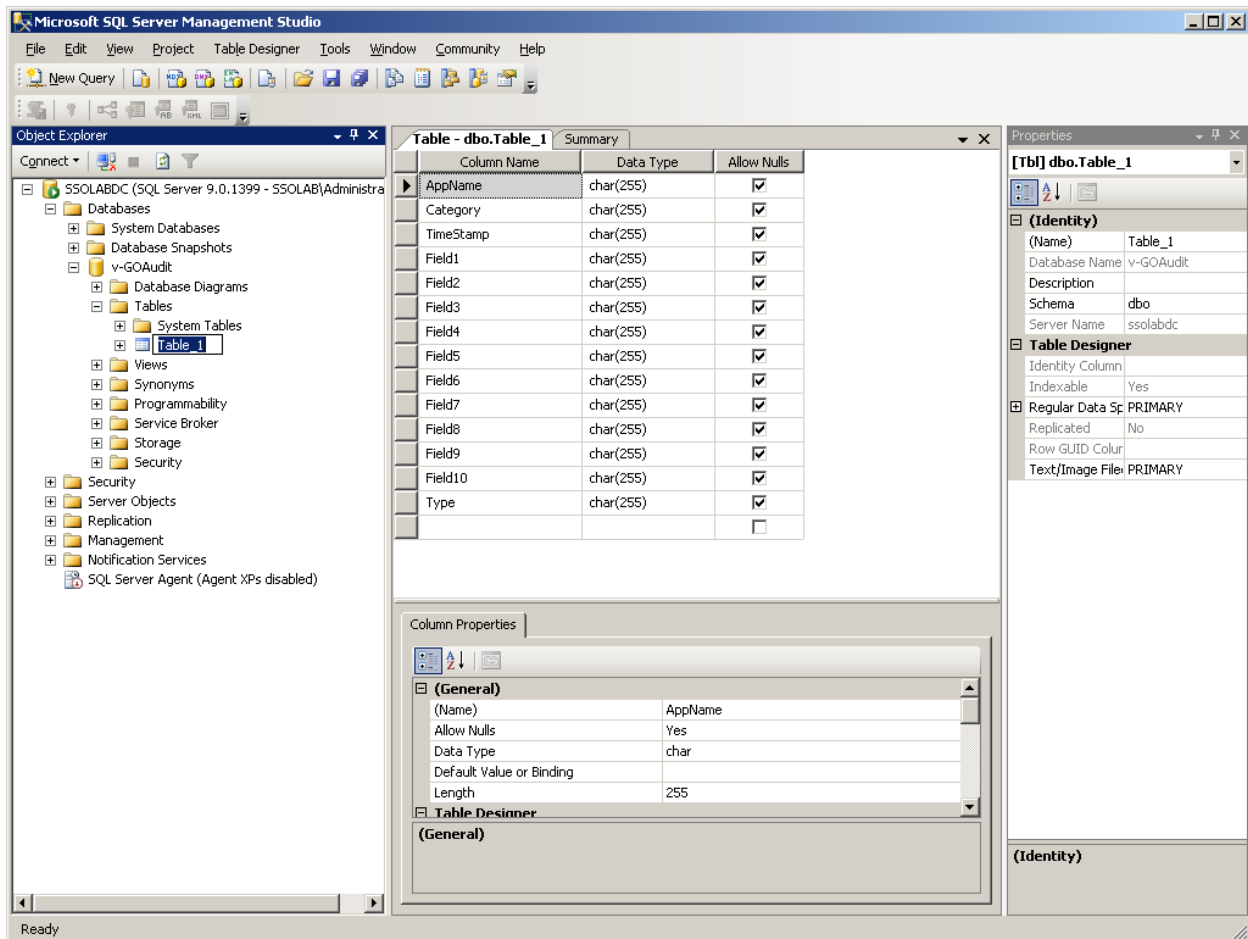 Microsoft SQL Server Management Studio
File Edit View Project Table Designer Tools Window Community Help
New Query
Object Explorer
Connect
SSOLABDC (SQL Server 9.0.1399 - SSOLAB\Administra
Databases
System Databases
Database Snapshots
v-GOAudit
Database Diagrams
Tables
System Tables
Table_1
Views
Synonyms
Programmability
Service Broker
Storage
Security
Security
Server Objects
Replication
Management
Notification Services
SQL Server Agent (Agent XPs disabled)
Table - dbo.Table_1 Summary
Column Name Data Type Allow Nulls
AppName char(255)
Category char(255)
TimeStamp char(255)
Field1 char(255)
Field2 char(255)
Field3 char(255)
Field4 char(255)
Field5 char(255)
Field6 char(255)
Field7 char(255)
Field8 char(255)
Field9 char(255)
Field10 char(255)
Type char(255)
Column Properties
(General)
(Name) AppName
Allow Nulls Yes
Data Type char
Default Value or Binding
Length 255
Table Designer
(General)
Properties
[Tbl] dbo.Table_1
(Identity)
(Name) Table_1
Database Name v-GOAudit
Description
Schema dbo
Server Name ssolabdc
Table Designer
Identity Column
Indexable Yes
Regular Data Sp PRIMARY
Replicated No
Row GUID Colur
Text/Image File PRIMARY
(Identity)
Ready